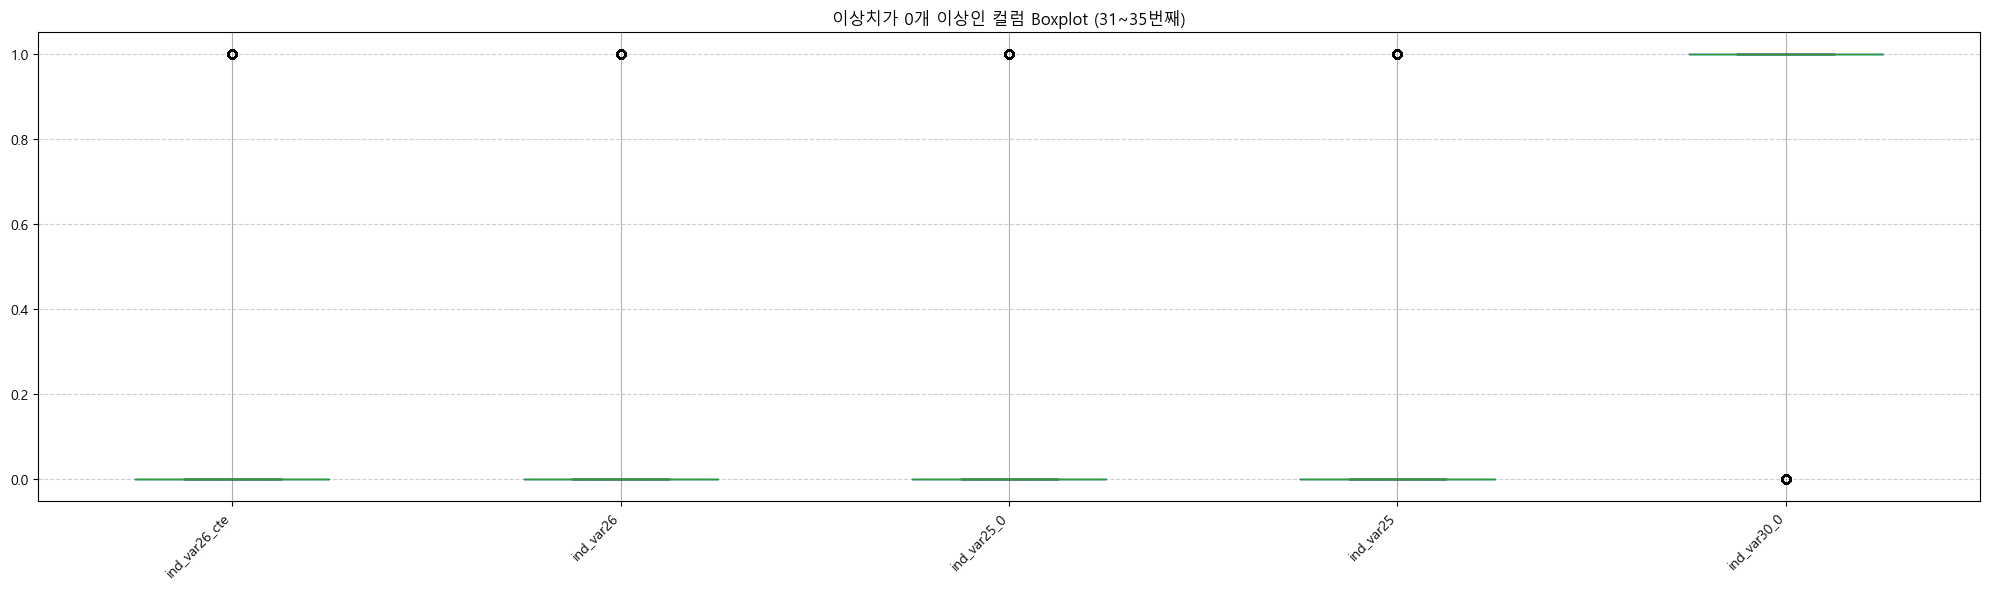 이상치가 0개 이상인 컬럼 Boxplot (31~35번째)
1.0
0.8
0.6
0.4
0.2
0.0
ind_var26_cte
ind_var26
ind_var25_0
ind_var25
ind_var30_0